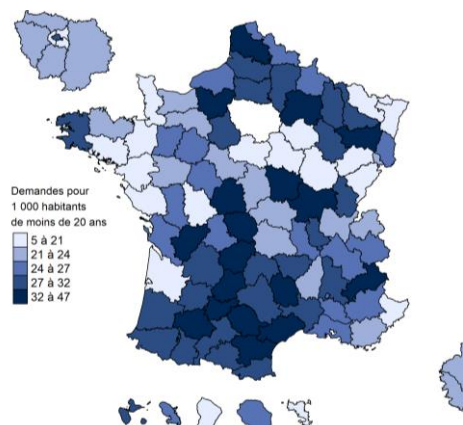 Demandes pour
1 000 habitants
de moins de 20 ans
5 à 21
21 à 24
24 à 27
27 à 32
32 à 47